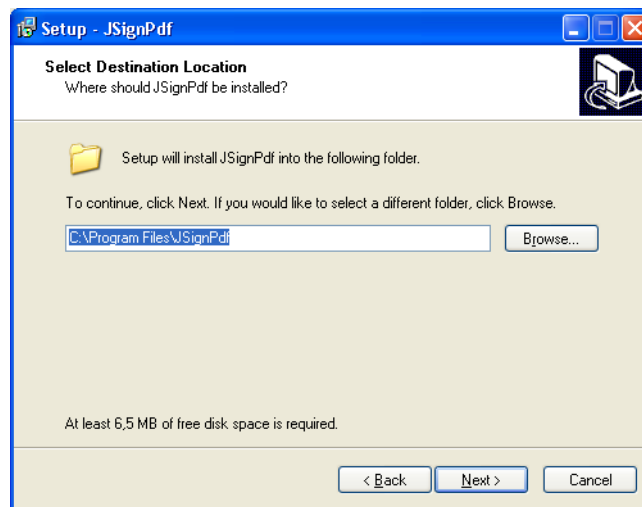 Setup - JSignPdf
Select Destination Location
Where should JSignPdf be installed?
Setup will install JSignPdf into the following folder.
To continue, click Next. If you would like to select a different folder, click Browse.
C:\Program Files\JSignPdf
Browse...
At least 6,5 MB of free disk space is required.
< Back
Next >
Cancel